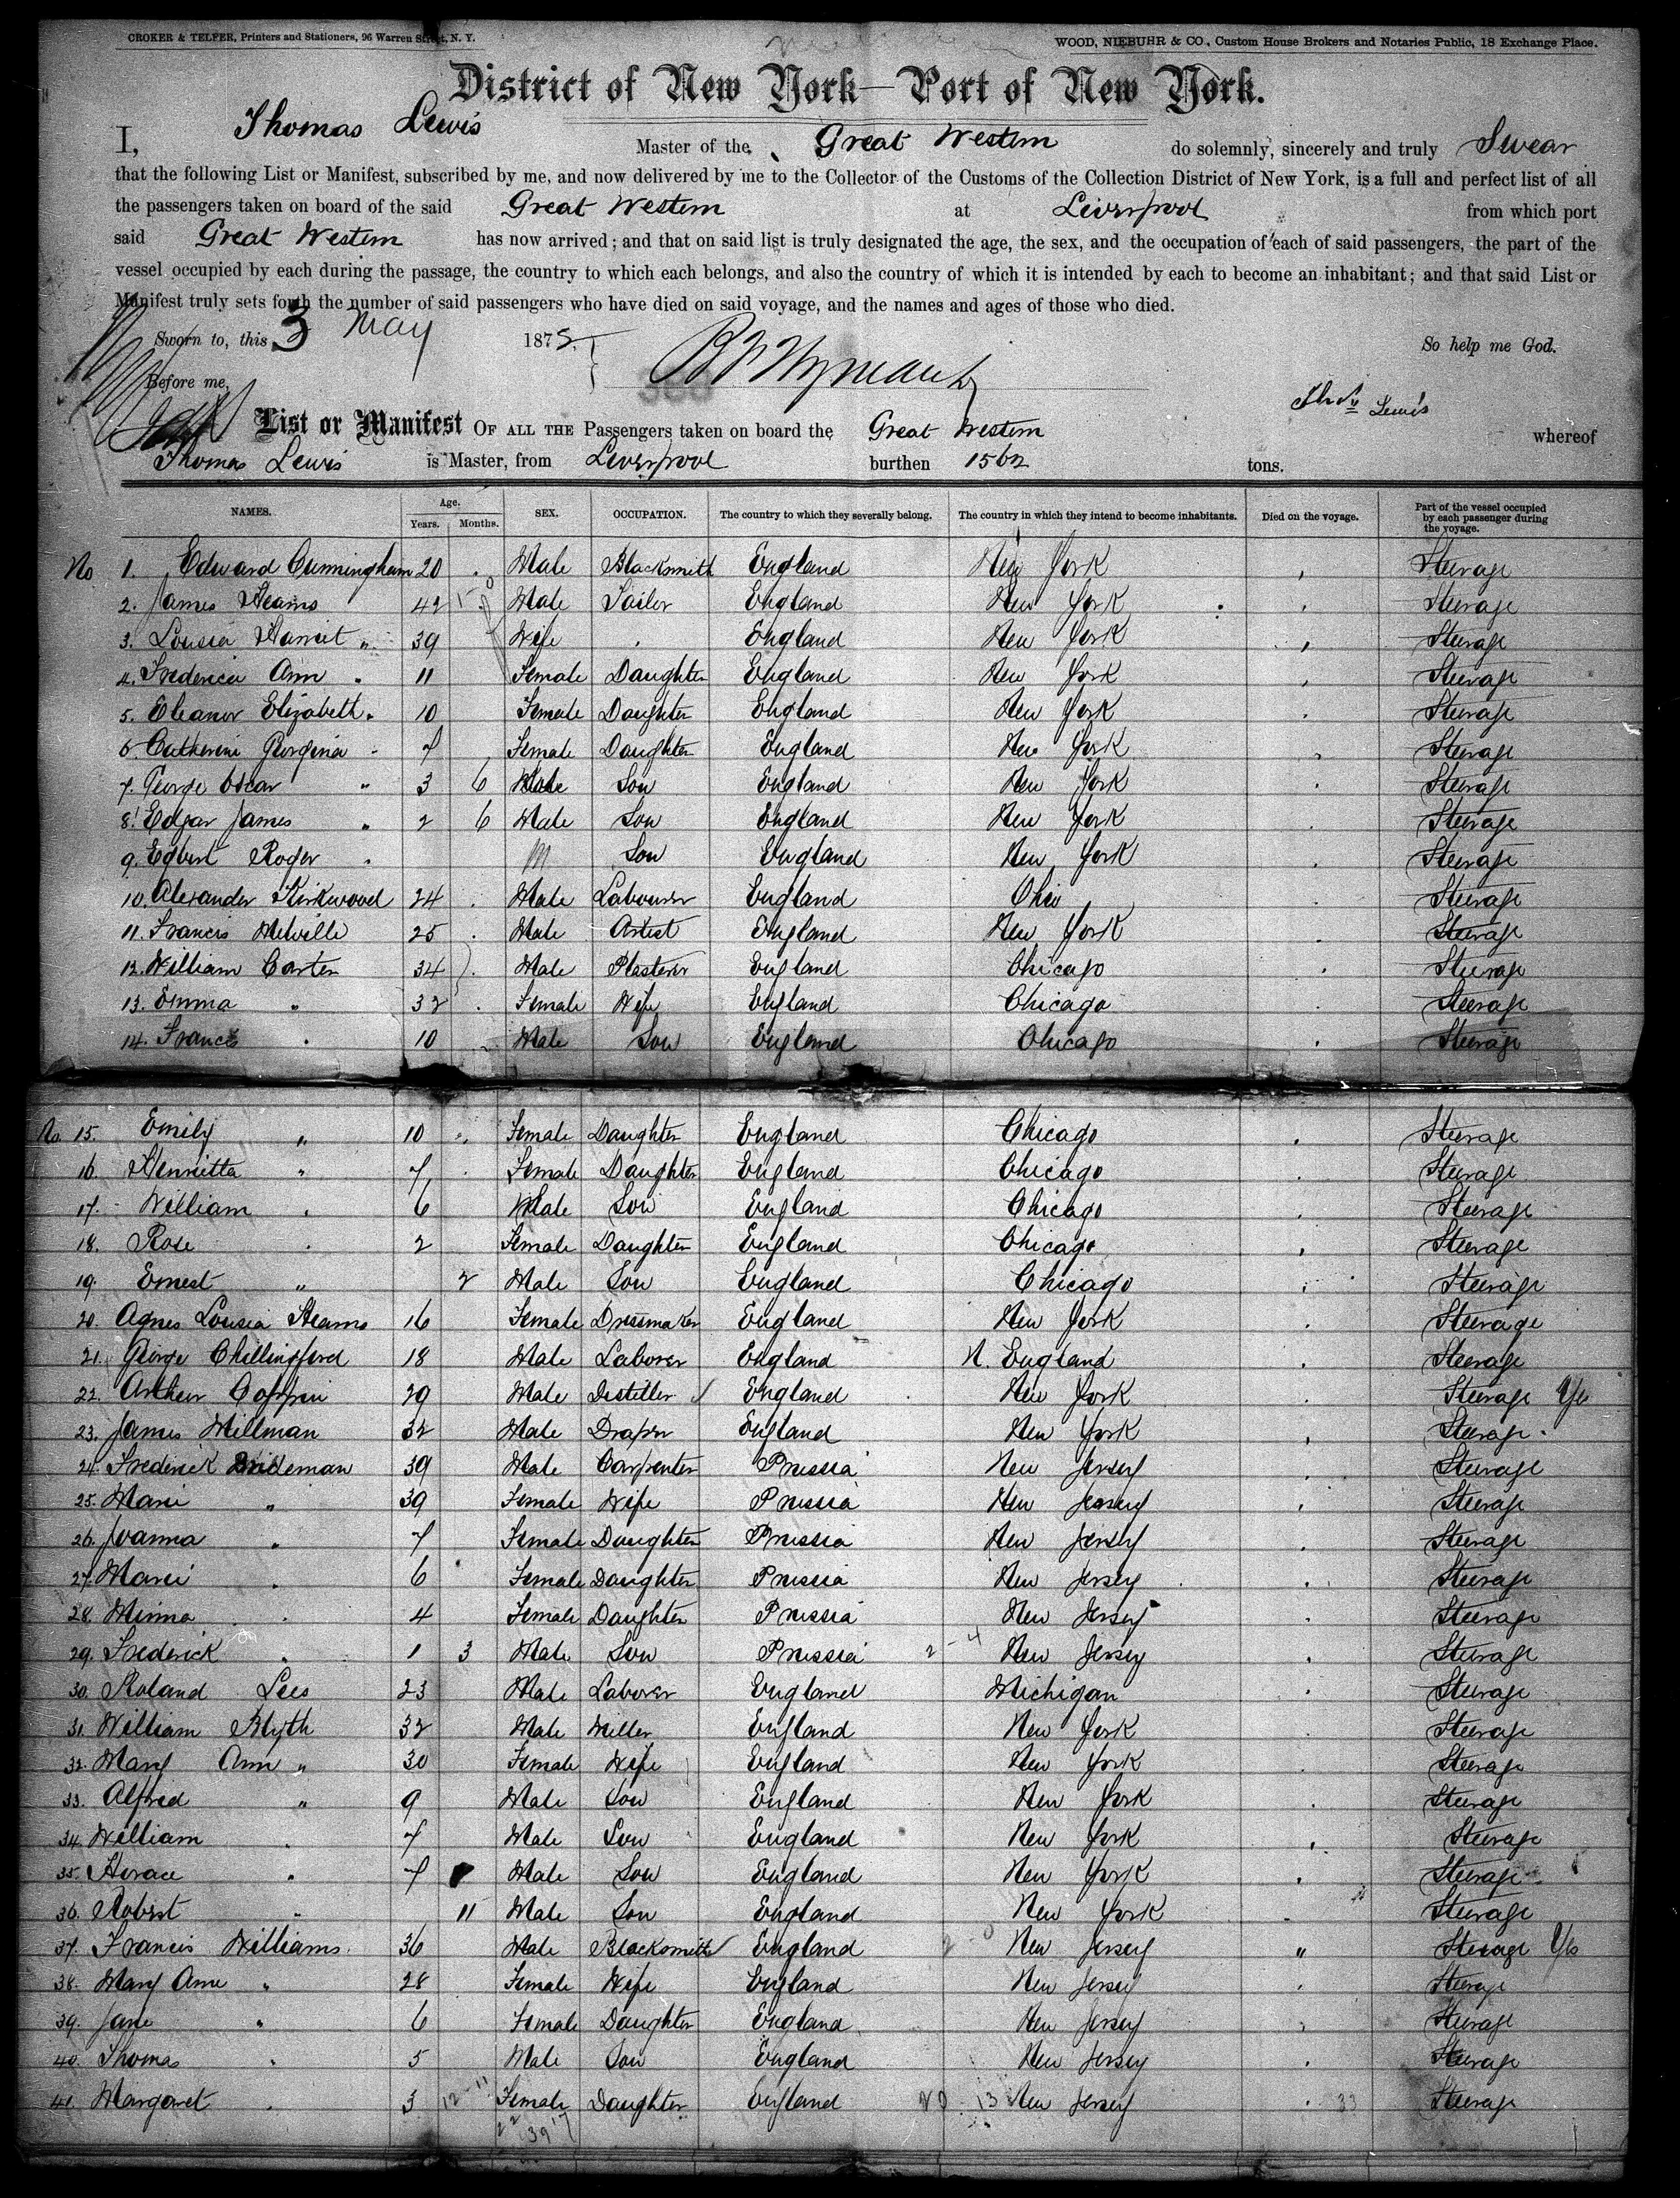 CROKER & TELFER, Printers and Stationers, 96 Warren Street, N. Y.
WOOD, NIEBUHR & CO., Custom House Brokers and Notaries Public, 18 Exchange Place.
District of New York—Port of New York.
I, Thomas Lewis Master of the Great Western do solemnly, sincerely and truly Swear
that the following List or Manifest, subscribed by me, and now delivered by me to the Collector of the Customs of the Collection District of New York, is a full and perfect list of all
the passengers taken on board of the said Great Western at Liverpool from which port
said Great Western has now arrived; and that on said list is truly designated the age, the sex, and the occupation of each of said passengers, the part of the
vessel occupied by each during the passage, the country to which each belongs, and also the country of which it is intended by each to become an inhabitant; and that said List or
Manifest truly sets forth the number of said passengers who have died on said voyage, and the names and ages of those who died.
Sworn to, this 3 May 1875. So help me God.
Before me,
Thos Lewis
List or Manifest OF ALL THE Passengers taken on board the Great Western whereof
Thomas Lewis is Master, from Liverpool burthen 1562 tons.
NAMES. Age. Years. Months. SEX. OCCUPATION. The country to which they severally belong. The country in which they intend to become inhabitants. Died on the voyage. Part of the vessel occupied by each passenger during the voyage.
No 1. Edward Cunningham 20 Male Blacksmith England New York Steerage
2. James Steams 42 Male Tailor England New York Steerage
3. Lousia Harriet " 39 Wife England New York Steerage
4. Frederica Ann " 11 Female Daughter England New York Steerage
5. Eleanor Elizabeth " 10 Female Daughter England New York Steerage
6. Catherine Georgina " 7 Female Daughter England New York Steerage
7. George Oscar " 3 6 Male Son England New York Steerage
8. Edgar James " 2 6 Male Son England New York Steerage
9. Egbert Roger " M Son England New York Steerage
10. Alexander Kirkwood 24 Male Labourer England Ohio Steerage
11. Francis Melville 25 Male Artist England New York Steerage
12. William Carter 34 Male Plasterer England Chicago Steerage
13. Emma " 32 Female Wife England Chicago Steerage
14. Francis " 10 Male Son England Chicago Steerage
No. 15. Emily " 10 Female Daughter England Chicago Steerage
16. Henrietta " 7 Female Daughter England Chicago Steerage
17. William " 6 Male Son England Chicago Steerage
18. Rose " 2 Female Daughter England Chicago Steerage
19. Ernest " 2 Male Son England Chicago Steerage
20. Agnes Lousia Steams 16 Female Dressmaker England New York Steerage
21. George Chillingford 18 Male Laborer England N. England Steerage
22. Arthur Coppin 29 Male Distiller England New York Steerage
23. James Millman 32 Male Draper England New York Steerage
24. Frederick 39 Male Carpenter Prussia New Jersey Steerage
25. Marie " 39 Female Wife Prussia New Jersey Steerage
26. Joanna " 7 Female Daughter Prussia New Jersey Steerage
27. Marie " 6 Female Daughter Prussia New Jersey Steerage
28. Minna " 4 Female Daughter Prussia New Jersey Steerage
29. Frederick " 1 3 Male Son Prussia 2-4 New Jersey Steerage
30. Roland Lees 23 Male Laborer England Michigan Steerage
31. William Blyth 32 Male Miller England New York Steerage
32. Mary Ann " 30 Female Wife England New York Steerage
33. Alfred " 9 Male Son England New York Steerage
34. William " 7 Male Son England New York Steerage
35. Horace " 7 Male Son England New York Steerage
36. Robert " 11 Male Son England New York Steerage
37. Francis Williams 36 Male Blacksmith England New Jersey " Steerage
38. Mary Ann " 28 Female Wife England New Jersey Steerage
39. Jane " 6 Female Daughter England New Jersey Steerage
40. Thomas " 5 Male Son England New Jersey Steerage
41. Margaret " 3 12-11 Female Daughter England 20 13 New Jersey 33 Steerage